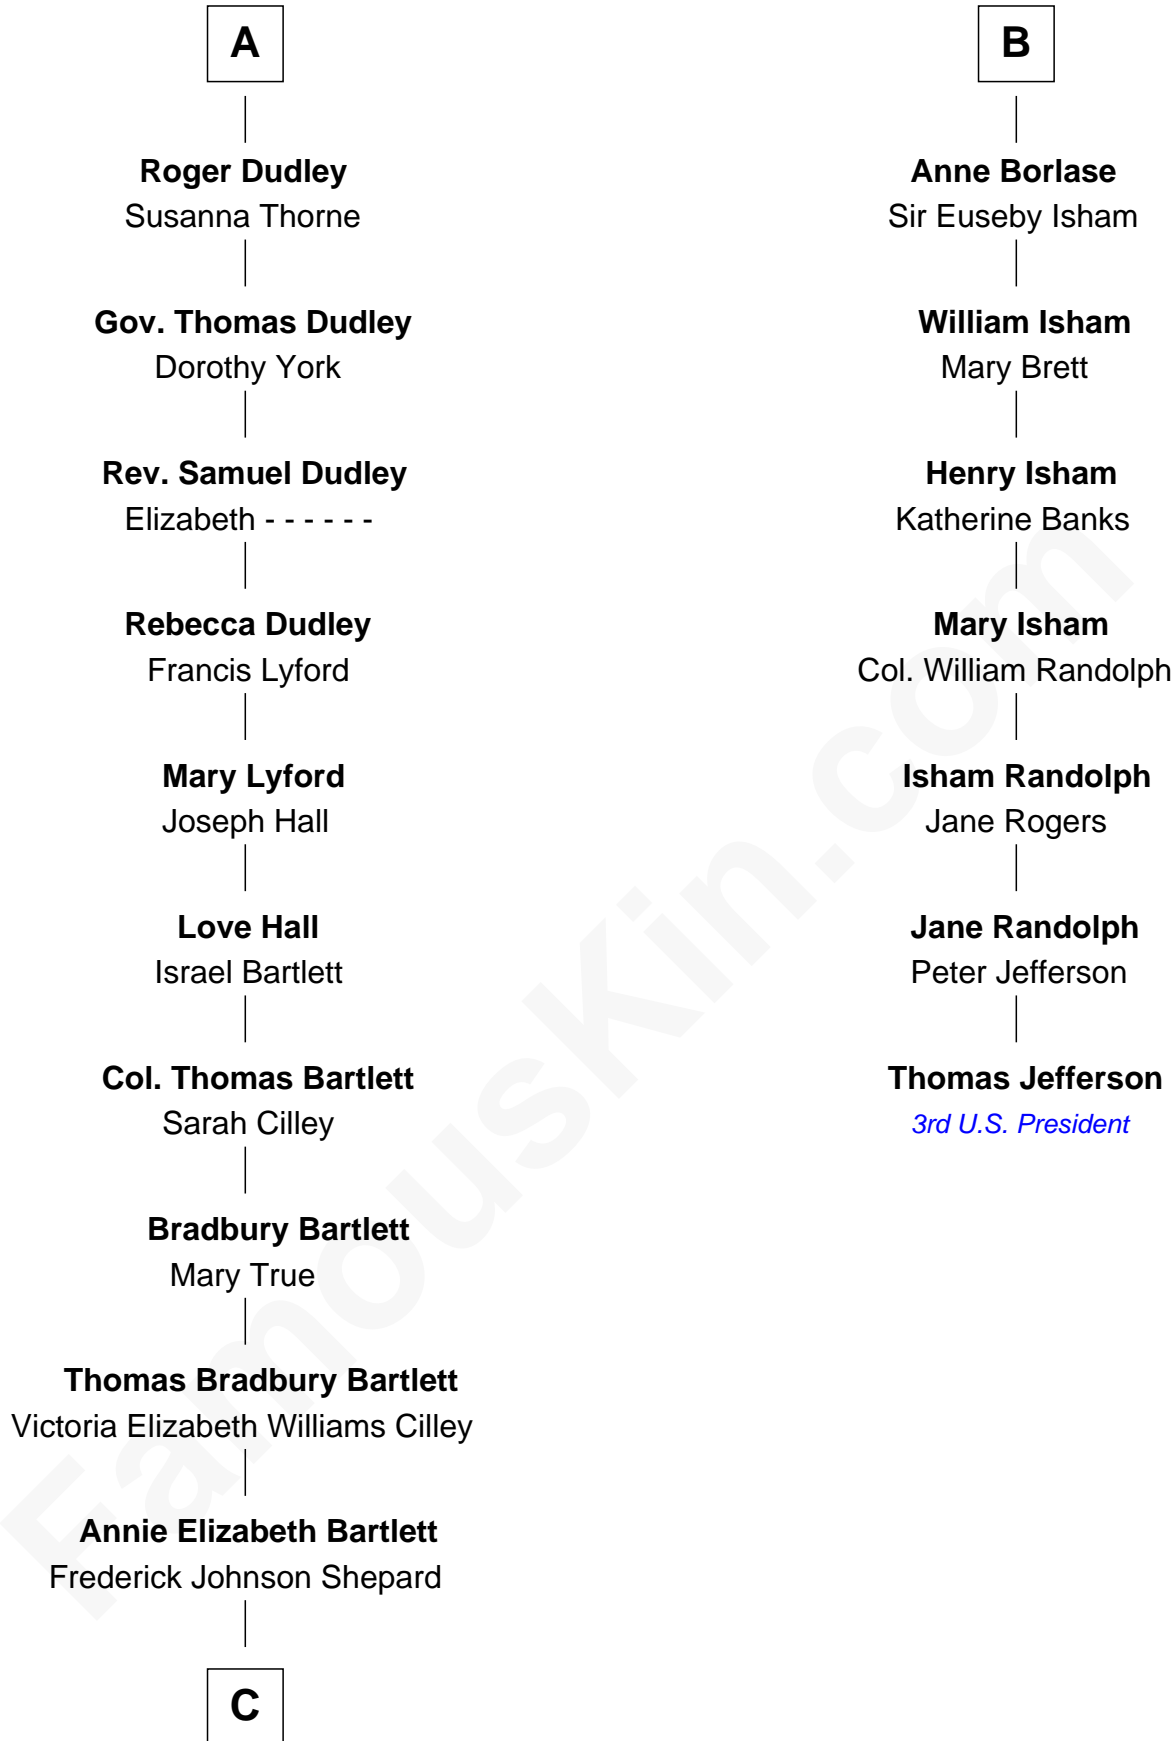 A
Roger Dudley
Susanna Thorne
Gov. Thomas Dudley
Dorothy York
Rev. Samuel Dudley
Elizabeth - - - - - -
Rebecca Dudley
Francis Lyford
Mary Lyford
Joseph Hall
Love Hall
Israel Bartlett
Col. Thomas Bartlett
Sarah Cilley
Bradbury Bartlett
Mary True
Thomas Bradbury Bartlett
Victoria Elizabeth Williams Cilley
Annie Elizabeth Bartlett
Frederick Johnson Shepard
C
B
Anne Borlase
Sir Euseby Isham
William Isham
Mary Brett
Henry Isham
Katherine Banks
Mary Isham
Col. William Randolph
Isham Randolph
Jane Rogers
Jane Randolph
Peter Jefferson
Thomas Jefferson
3rd U.S. President
FamousKin.com